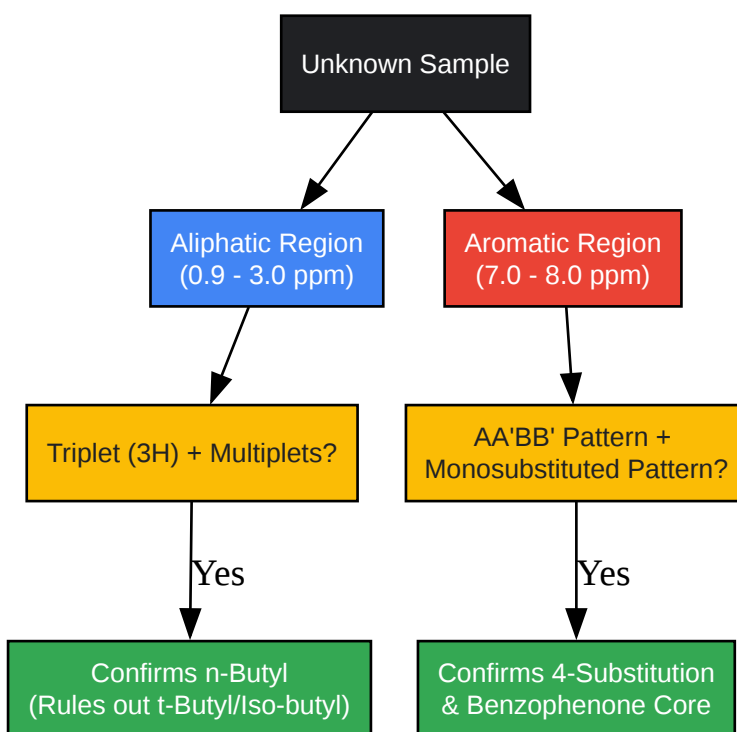 Unknown Sample
Aliphatic Region
(0.9 - 3.0 ppm)
Aromatic Region
(7.0 - 8.0 ppm)
Triplet (3H) + Multiplets?
AA'BB' Pattern +
Monosubstituted Pattern?
Yes
Yes
Confirms n-Butyl
(Rules out t-Butyl/Iso-butyl)
Confirms 4-Substitution
& Benzophenone Core